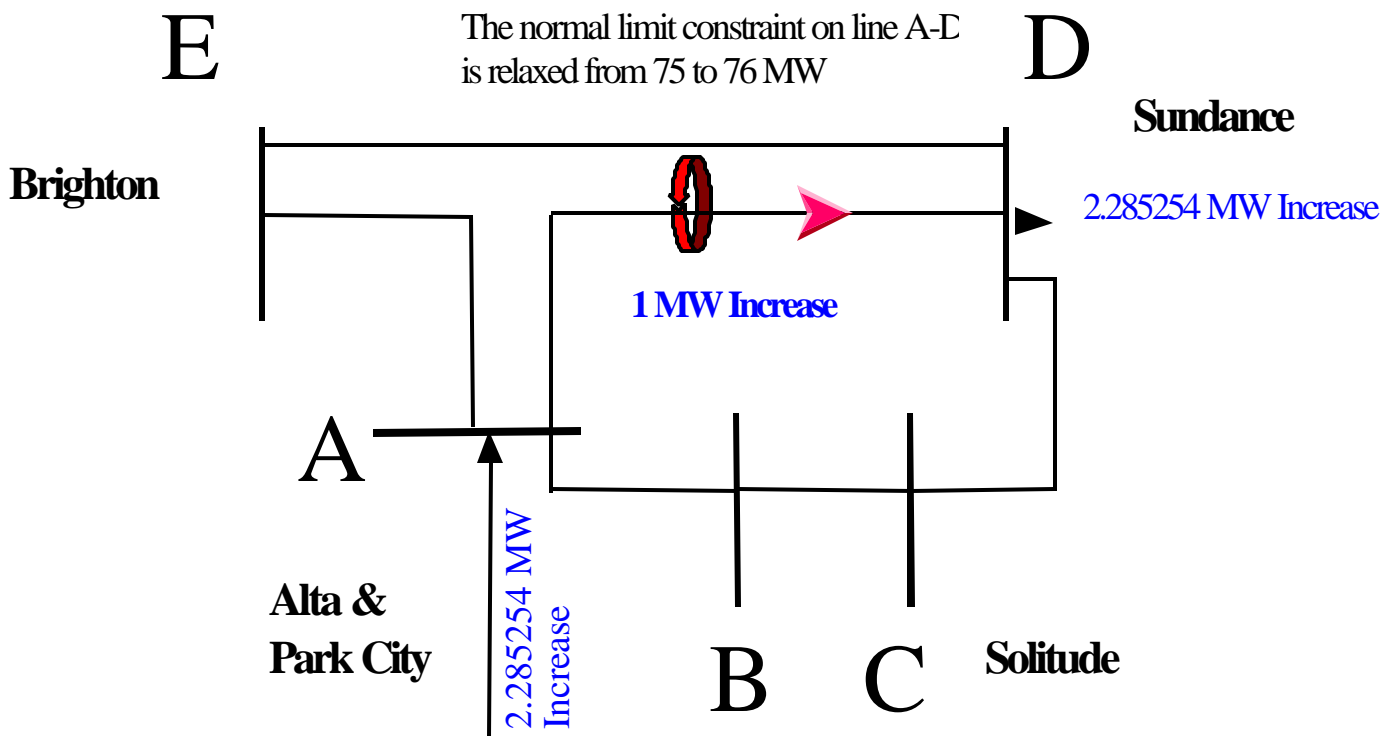 E
The normal limit constraint on line A-D
is relaxed from 75 to 76 MW
D
Sundance
Brighton
2.285254 MW Increase
1 MW Increase
A
2.285254 MW
Increase
Alta &
Park City
B
C
Solitude